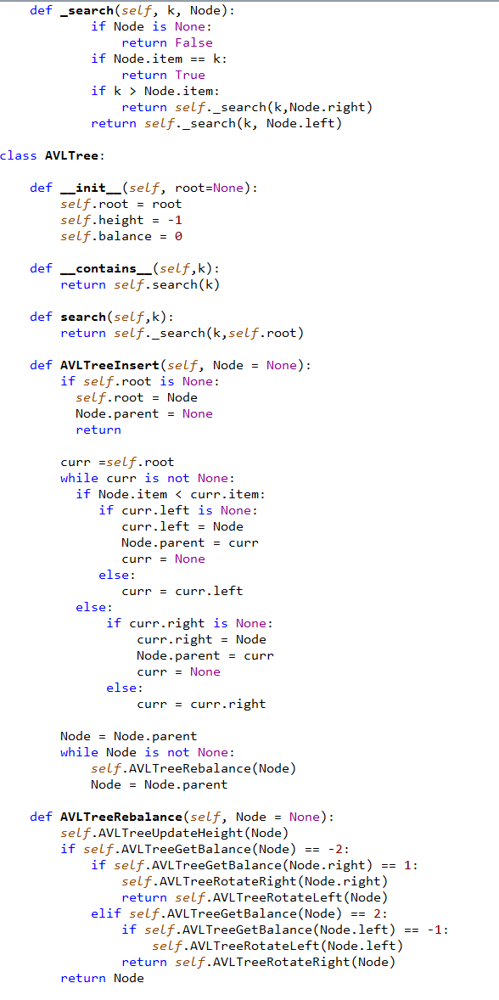 def _search(self, k, Node):
if Node is None:
return False
if Node.item == k:
return True
if k > Node.item:
return self._search(k,Node.right)
return self._search(k, Node.left)
class AVLTree:
def __init__(self, root=None):
self.root = root
self.height = -1
self.balance = 0
def __contains__(self,k):
return self.search(k)
def search(self,k):
return self._search(k,self.root)
def AVLTreeInsert(self, Node = None):
if self.root is None:
self.root = Node
Node.parent = None
return
curr =self.root
while curr is not None:
if Node.item < curr.item:
if curr.left is None:
curr.left = Node
Node.parent = curr
curr = None
else:
curr = curr.left
else:
if curr.right is None:
curr.right = Node
Node.parent = curr
curr = None
else:
curr = curr.right
Node = Node.parent
while Node is not None:
self.AVLTreeRebalance(Node)
Node = Node.parent
def AVLTreeRebalance(self, Node = None):
self.AVLTreeUpdateHeight(Node)
if self.AVLTreeGetBalance(Node) == -2:
if self.AVLTreeGetBalance(Node.right) == 1:
self.AVLTreeRotateRight(Node.right)
return self.AVLTreeRotateLeft(Node)
elif self.AVLTreeGetBalance(Node) == 2:
if self.AVLTreeGetBalance(Node.left) == -1:
self.AVLTreeRotateLeft(Node.left)
return self.AVLTreeRotateRight(Node)
return Node